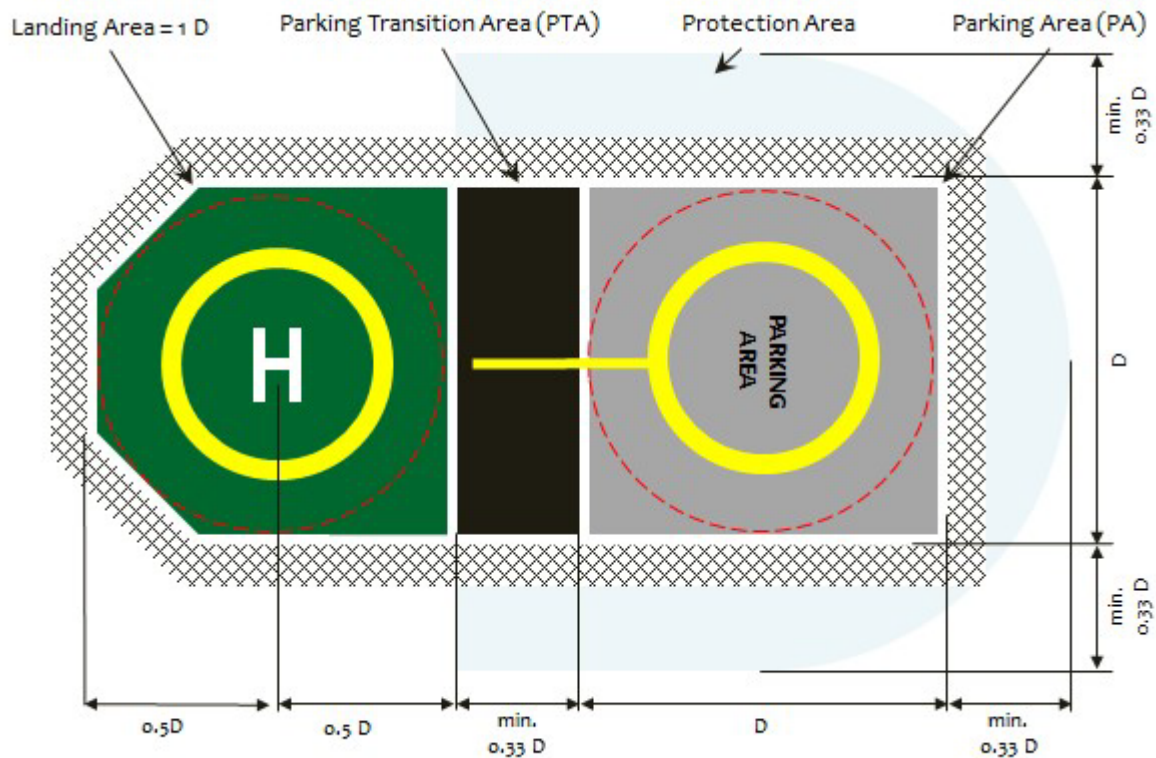 Landing Area = 1 D
Parking Transition Area (PTA)
Protection Area
Parking Area (PA)
min.
0.33 D
H
PARKING
AREA
D
min.
0.33 D
0.5D
0.5 D
min.
0.33 D
D
min.
0.33 D